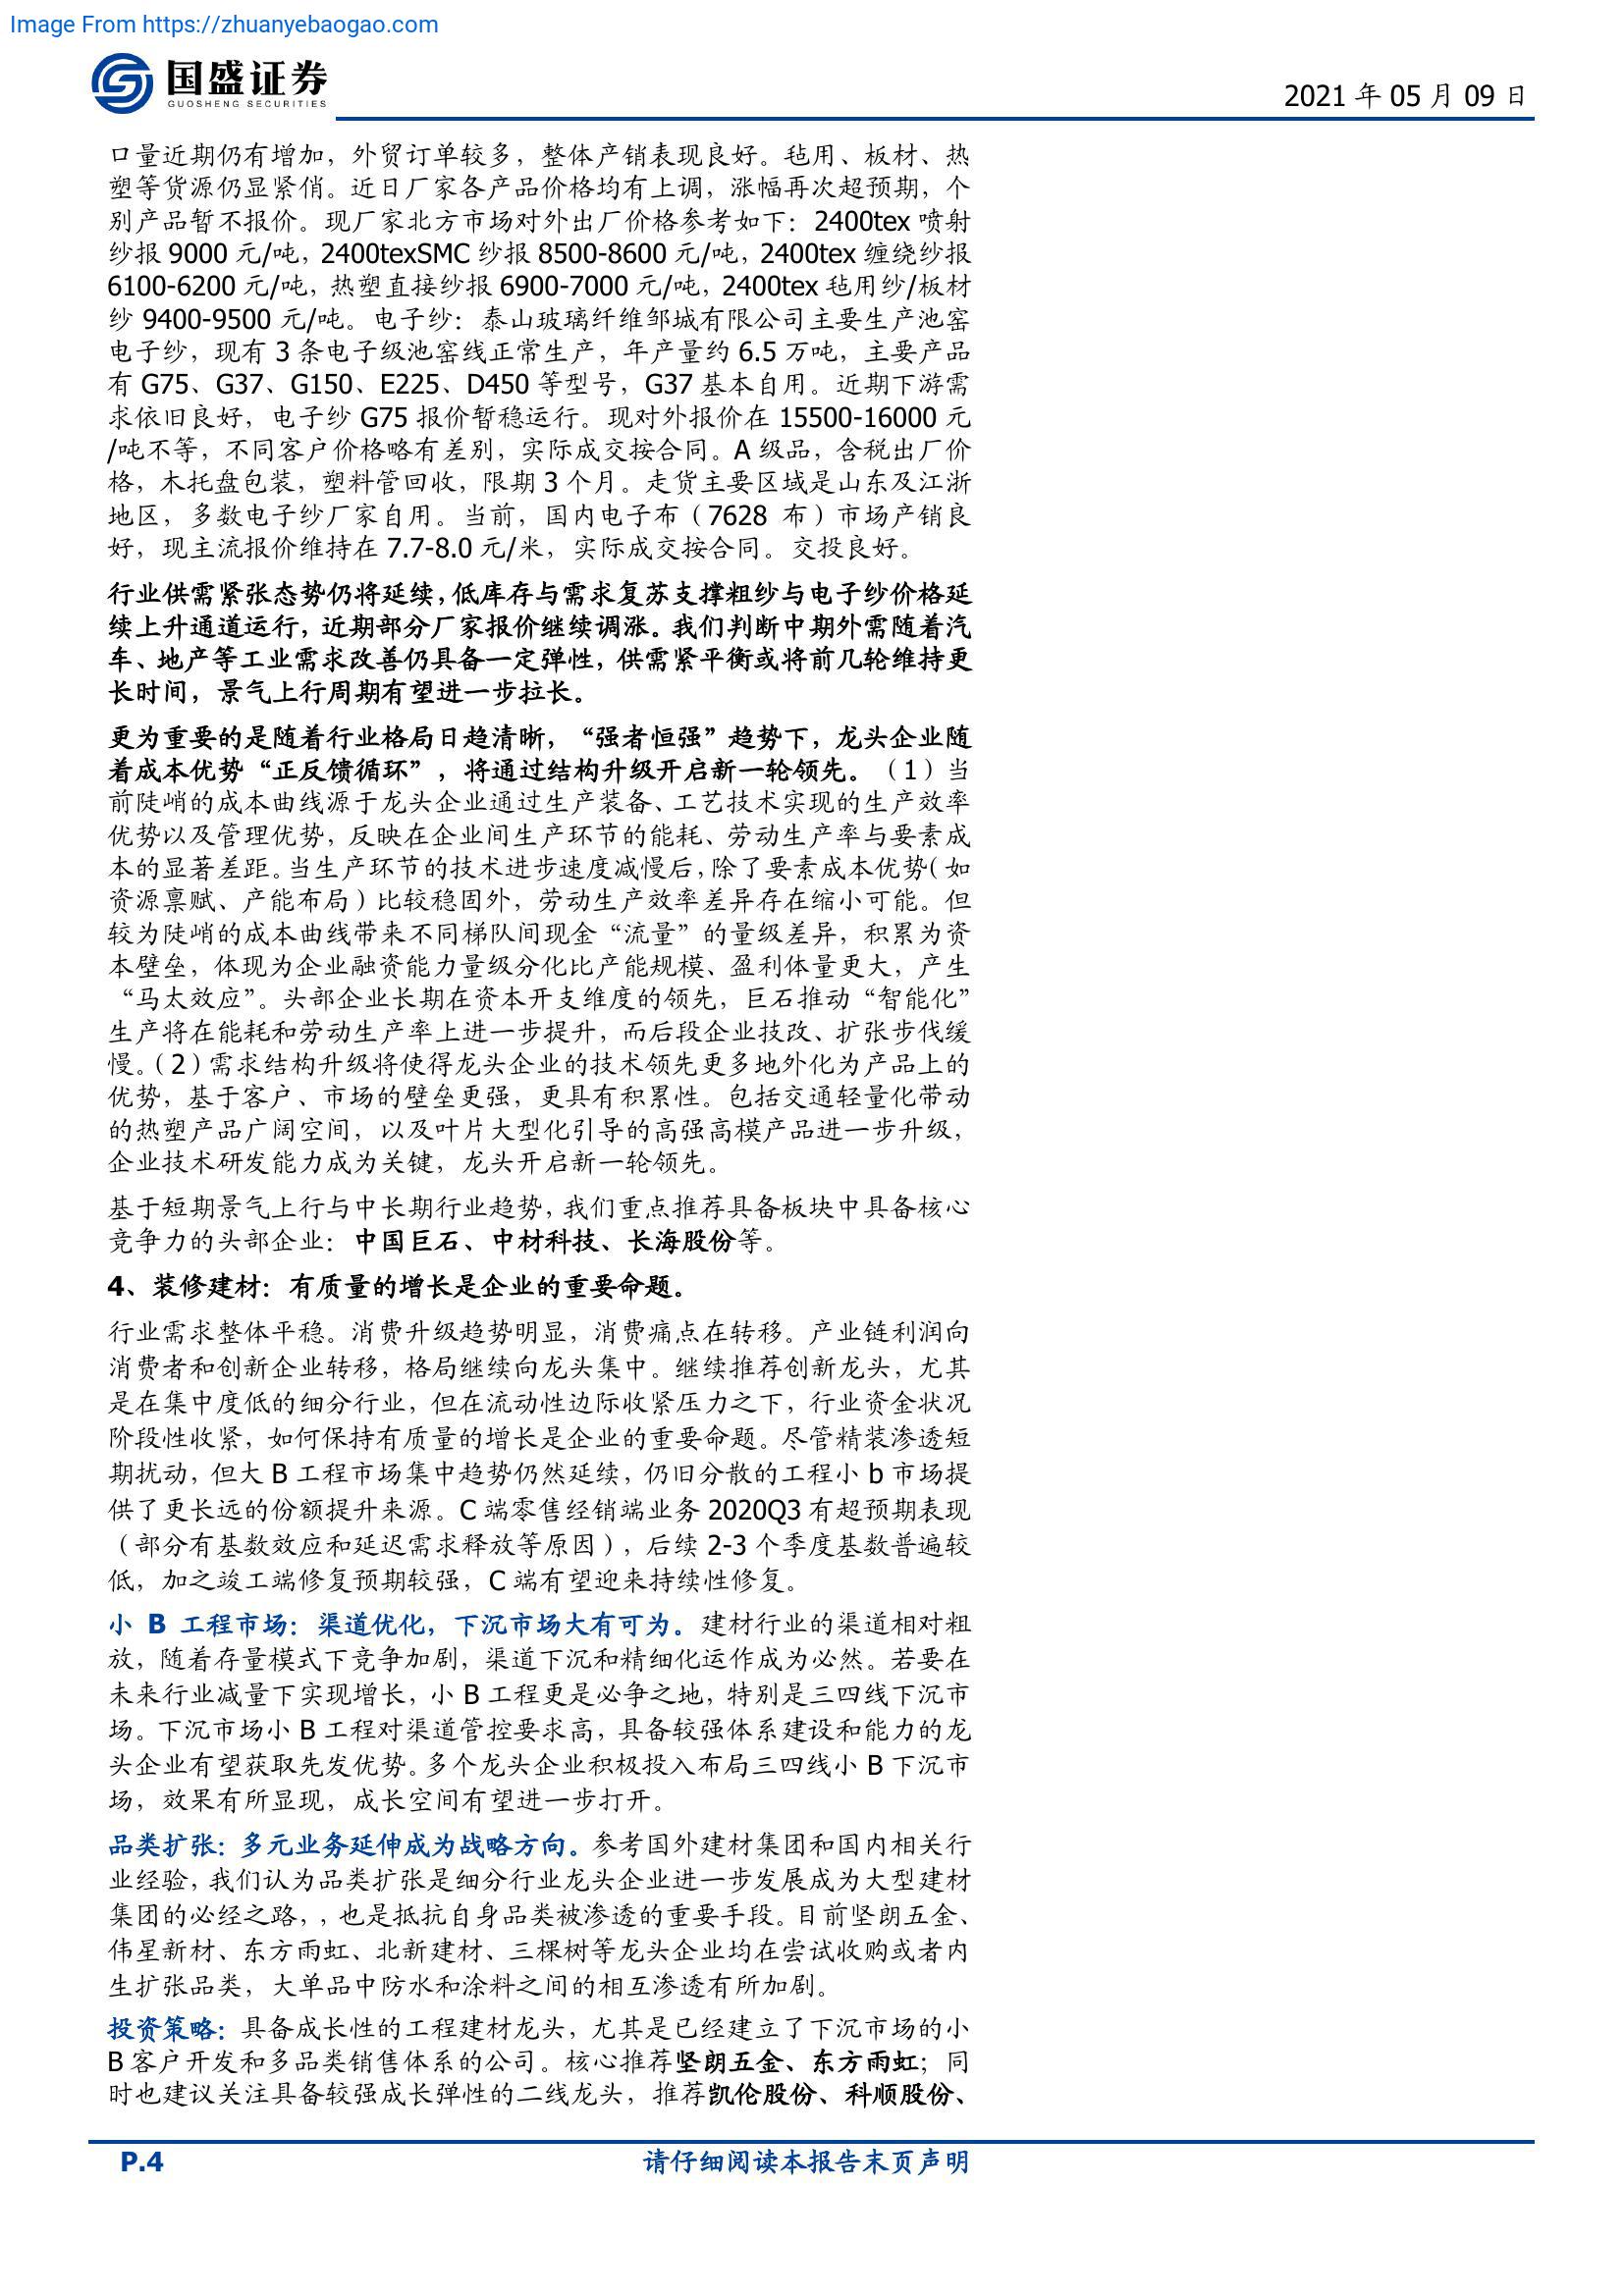 Image From https://zhuanyebaogao.com
国盛证券
GUOSHENG SECURITIES
2021 年 05 月 09 日
口量近期仍有增加，外贸订单较多，整体产销表现良好。毡用、板材、热
塑等货源仍显紧俏。近日厂家各产品价格均有上调，涨幅再次超预期，个
别产品暂不报价。现厂家北方市场对外出厂价格参考如下：2400tex 喷射
纱报 9000 元/吨，2400texSMC 纱报 8500-8600 元/吨，2400tex 缠绕纱报
6100-6200 元/吨，热塑直接纱报 6900-7000 元/吨，2400tex 毡用纱/板材
纱 9400-9500 元/吨。电子纱：泰山玻璃纤维邹城有限公司主要生产池窑
电子纱，现有 3 条电子级池窑线正常生产，年产量约 6.5 万吨，主要产品
有 G75、G37、G150、E225、D450 等型号，G37 基本自用。近期下游需
求依旧良好，电子纱 G75 报价暂稳运行。现对外报价在 15500-16000 元
/吨不等，不同客户价格略有差别，实际成交按合同。A 级品，含税出厂价
格，木托盘包装，塑料管回收，限期 3 个月。走货主要区域是山东及江浙
地区，多数电子纱厂家自用。当前，国内电子布（7628 布）市场产销良
好，现主流报价维持在 7.7-8.0 元/米，实际成交按合同。交投良好。
行业供需紧张态势仍将延续，低库存与需求复苏支撑粗纱与电子纱价格延
续上升通道运行，近期部分厂家报价继续调涨。我们判断中期外需随着汽
车、地产等工业需求改善仍具备一定弹性，供需紧平衡或将前几轮维持更
长时间，景气上行周期有望进一步拉长。
更为重要的是随着行业格局日趋清晰，“强者恒强”趋势下，龙头企业随
着成本优势“正反馈循环”，将通过结构升级开启新一轮领先。（1）当
前陡峭的成本曲线源于龙头企业通过生产装备、工艺技术实现的生产效率
优势以及管理优势，反映在企业间生产环节的能耗、劳动生产率与要素成
本的显著差距。当生产环节的技术进步速度减慢后，除了要素成本优势（如
资源禀赋、产能布局）比较稳固外，劳动生产效率差异存在缩小可能。但
较为陡峭的成本曲线带来不同梯队间现金“流量”的量级差异，积累为资
本壁垒，体现为企业融资能力量级分化比产能规模、盈利体量更大，产生
“马太效应”。头部企业长期在资本开支维度的领先，巨石推动“智能化”
生产将在能耗和劳动生产率上进一步提升，而后段企业技改、扩张步伐缓
慢。（2）需求结构升级将使得龙头企业的技术领先更多地外化为产品上的
优势，基于客户、市场的壁垒更强，更具有积累性。包括交通轻量化带动
的热塑产品广阔空间，以及叶片大型化引导的高强高模产品进一步升级，
企业技术研发能力成为关键，龙头开启新一轮领先。
基于短期景气上行与中长期行业趋势，我们重点推荐具备板块中具备核心
竞争力的头部企业：中国巨石、中材科技、长海股份等。
4、装修建材：有质量的增长是企业的重要命题。
行业需求整体平稳。消费升级趋势明显，消费痛点在转移。产业链利润向
消费者和创新企业转移，格局继续向龙头集中。继续推荐创新龙头，尤其
是在集中度低的细分行业，但在流动性边际收紧压力之下，行业资金状况
阶段性收紧，如何保持有质量的增长是企业的重要命题。尽管精装渗透短
期扰动，但大 B 工程市场集中趋势仍然延续，仍旧分散的工程小 b 市场提
供了更长远的份额提升来源。C 端零售经销端业务 2020Q3 有超预期表现
（部分有基数效应和延迟需求释放等原因），后续 2-3 个季度基数普遍较
低，加之竣工端修复预期较强，C 端有望迎来持续性修复。
小 B 工程市场：渠道优化，下沉市场大有可为。建材行业的渠道相对粗
放，随着存量模式下竞争加剧，渠道下沉和精细化运作成为必然。若要在
未来行业减量下实现增长，小 B 工程更是必争之地，特别是三四线下沉市
场。下沉市场小 B 工程对渠道管控要求高，具备较强体系建设和能力的龙
头企业有望获取先发优势。多个龙头企业积极投入布局三四线小 B 下沉市
场，效果有所显现，成长空间有望进一步打开。
品类扩张：多元业务延伸成为战略方向。参考国外建材集团和国内相关行
业经验，我们认为品类扩张是细分行业龙头企业进一步发展成为大型建材
集团的必经之路，，也是抵抗自身品类被渗透的重要手段。目前坚朗五金、
伟星新材、东方雨虹、北新建材、三棵树等龙头企业均在尝试收购或者内
生扩张品类，大单品中防水和涂料之间的相互渗透有所加剧。
投资策略：具备成长性的工程建材龙头，尤其是已经建立了下沉市场的小
B 客户开发和多品类销售体系的公司。核心推荐坚朗五金、东方雨虹；同
时也建议关注具备较强成长弹性的二线龙头，推荐凯伦股份、科顺股份、
P.4
请仔细阅读本报告末页声明